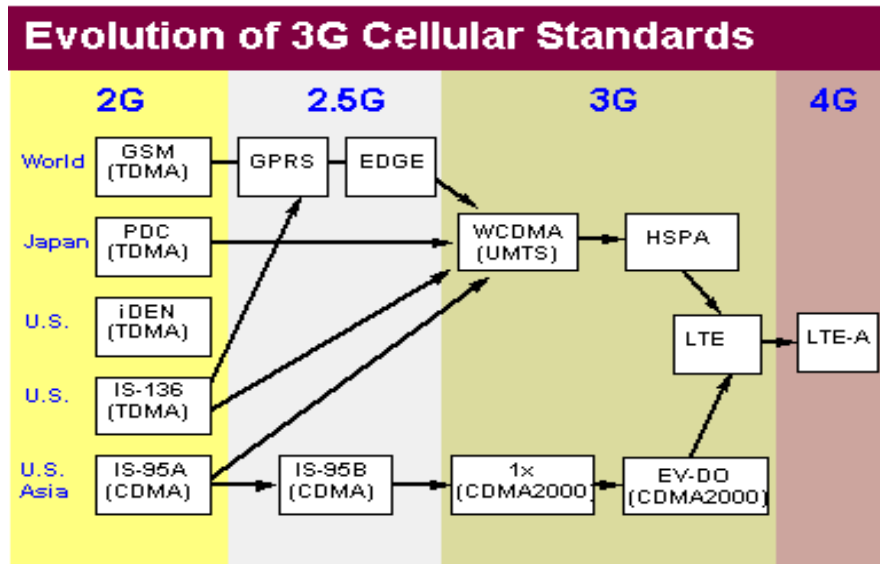 Evolution of 3G Cellular Standards
2G
2.5G
3G
4G
World
GSM
(TDMA)
GPRS
EDGE
Japan
PDC
(TDMA)
WCDMA
(UMTS)
HSPA
U.S.
iDEN
(TDMA)
LTE
LTE-A
U.S.
IS-136
(TDMA)
U.S.
Asia
IS-95A
(CDMA)
IS-95B
(CDMA)
1x
(CDMA2000)
EV-DO
(CDMA2000)